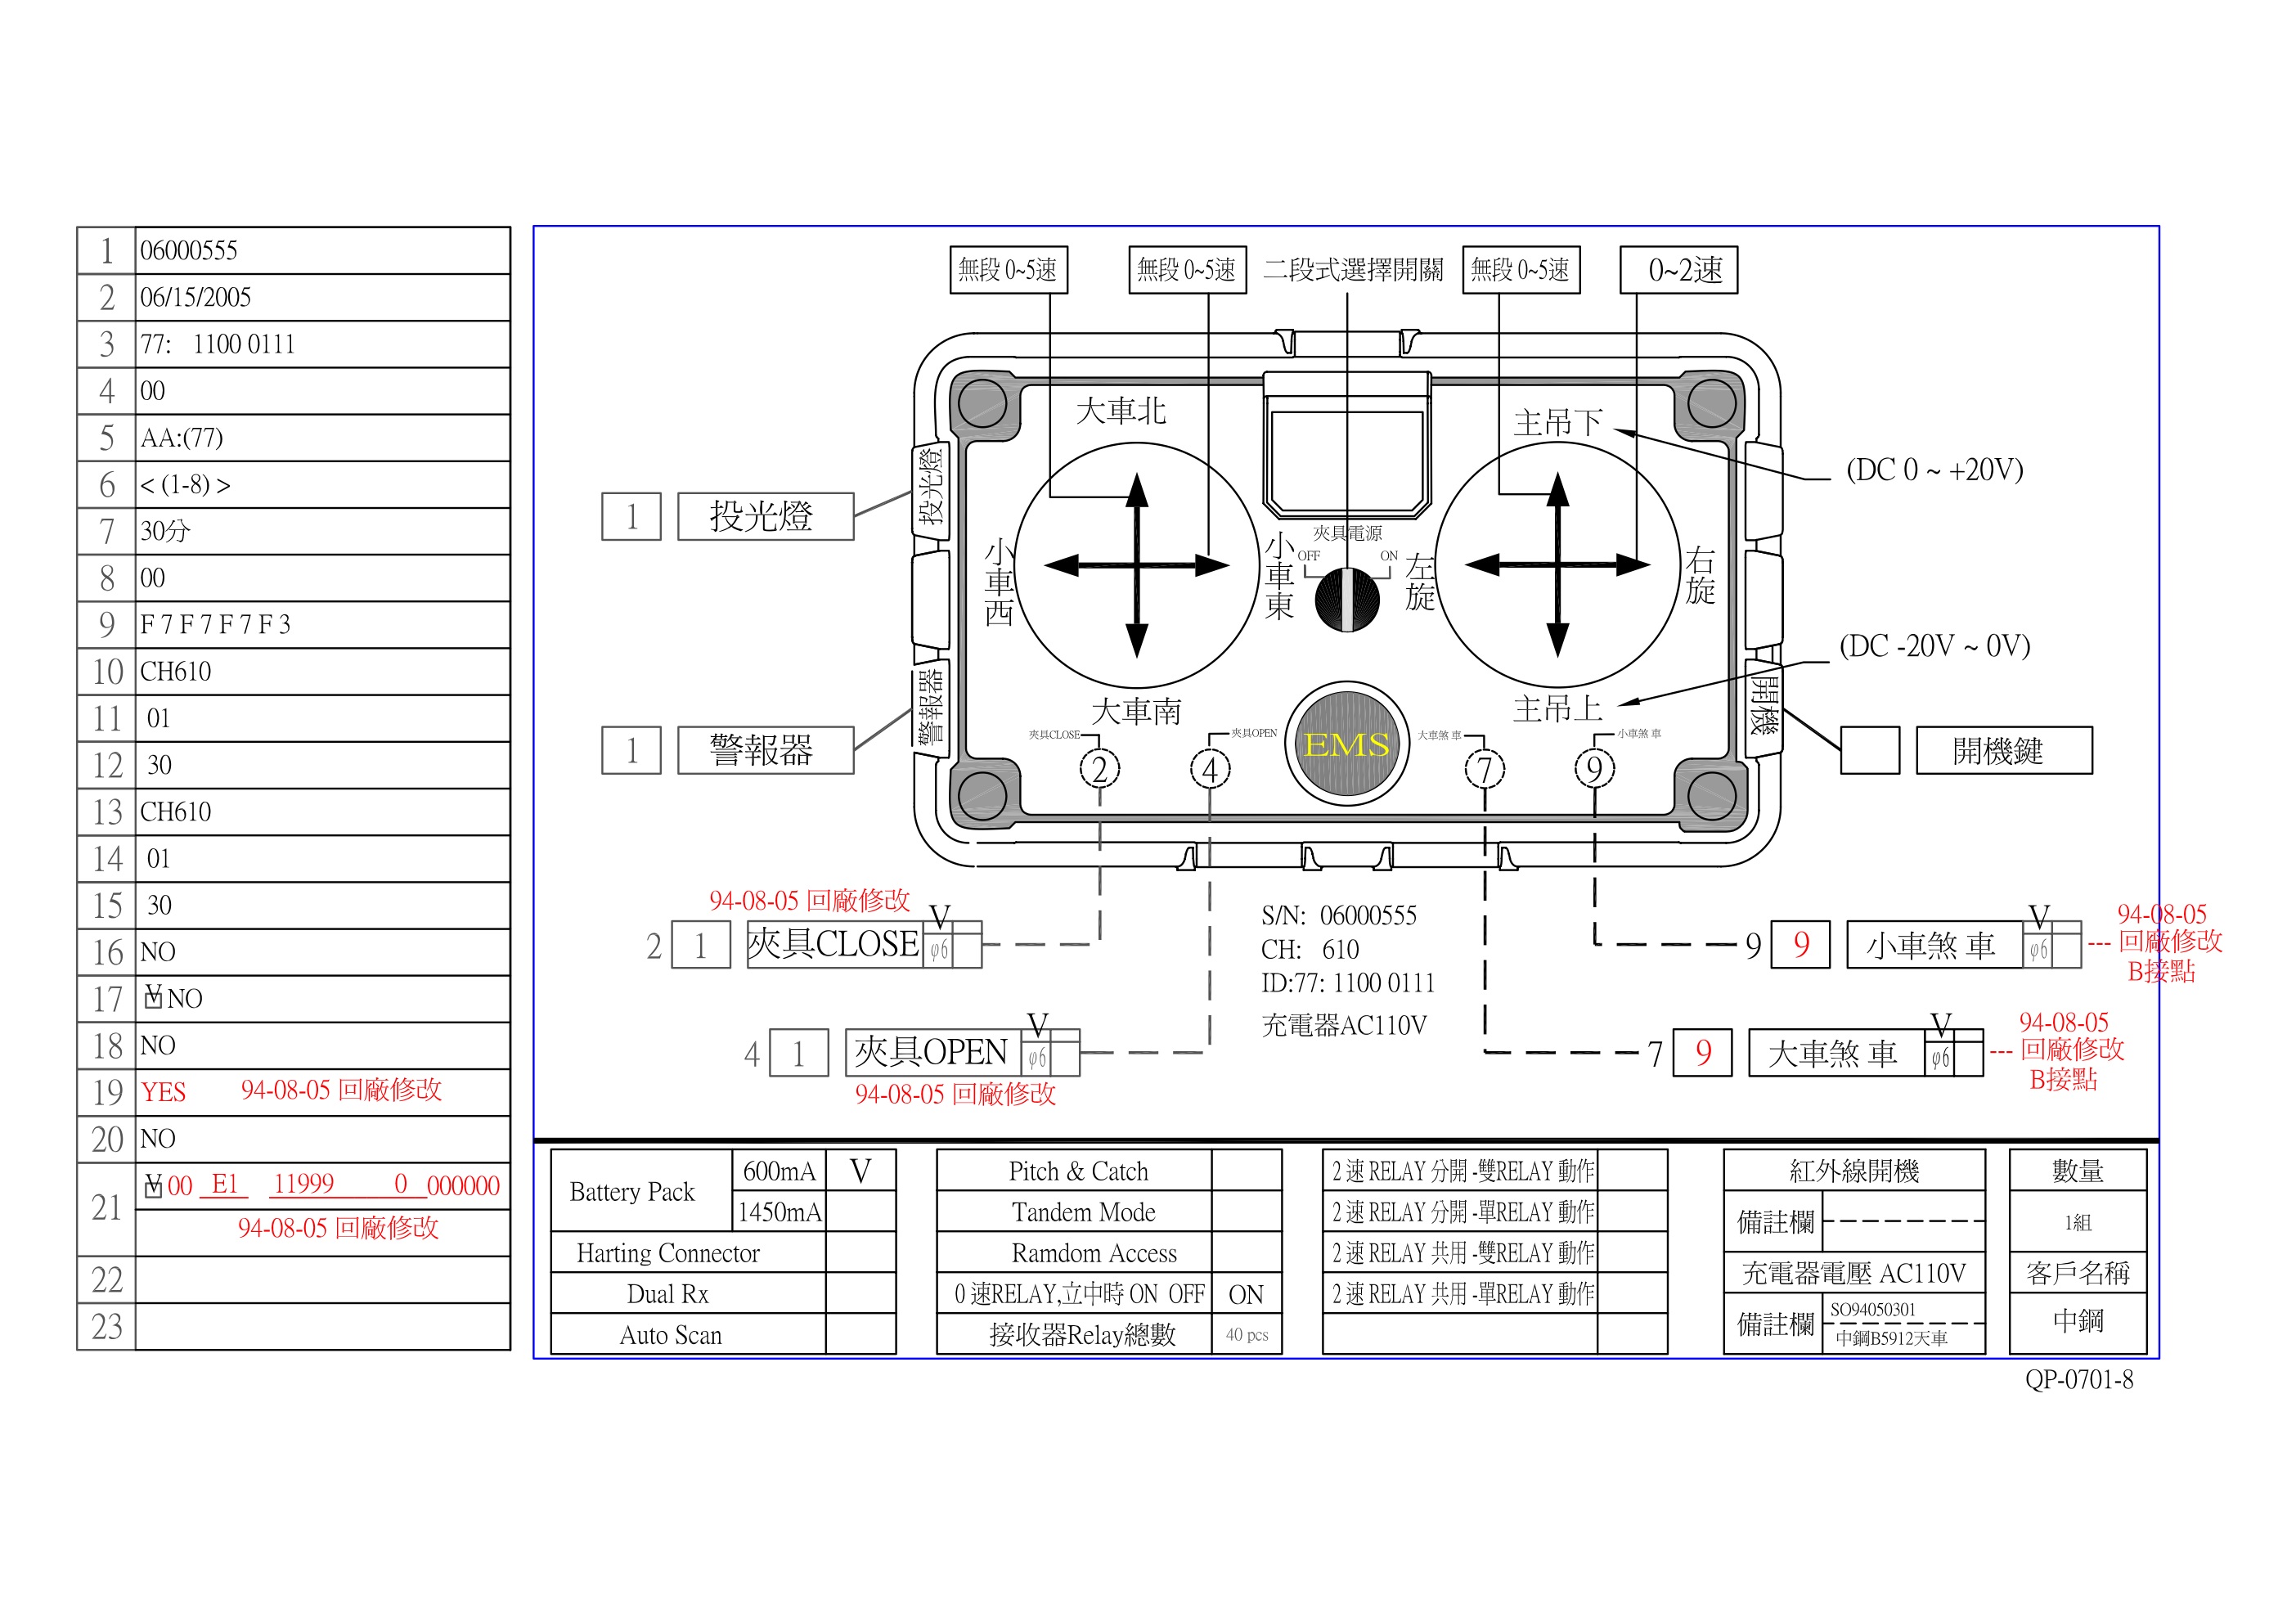 1 06000555
2 06/15/2005
3 77: 1100 0111
4 00
5 AA:(77)
6 < (1-8) >
7 30分
8 00
9 F 7 F 7 F 7 F 3
10 CH610
11 01
12 30
13 CH610
14 01
15 30
16 NO
17 V NO
18 NO
19 YES 94-08-05 回廠修改
20 NO
21 V 00 E1 11999 0 000000
94-08-05 回廠修改
22
23
無段 0~5速
無段 0~5速
二段式選擇開關
無段 0~5速
0~2速
大車北
主吊下
(DC 0 ~ +20V)
1 投光燈
投光燈
小車西
小車東
夾具電源
OFF
ON
左旋
右旋
(DC -20V ~ 0V)
大車南
主吊上
1 警報器
警報器
開機
開機鍵
夾具CLOSE
夾具OPEN
EMS
大車煞 車
小車煞 車
2
4
7
9
94-08-05 回廠修改
2 1 夾具CLOSE V φ6
4 1 夾具OPEN V φ6
94-08-05 回廠修改
S/N: 06000555
CH: 610
ID:77: 1100 0111
充電器AC110V
9 9 小車煞 車 V φ6
94-08-05
--- 回廠修改
B接點
7 9 大車煞 車 V φ6
94-08-05
--- 回廠修改
B接點
Battery Pack 600mA V
1450mA
Harting Connector
Dual Rx
Auto Scan
Pitch & Catch
Tandem Mode
Ramdom Access
0 速RELAY,立中時 ON OFF ON
接收器Relay總數 40 pcs
2 速 RELAY 分開 -雙RELAY 動作
2 速 RELAY 分開 -單RELAY 動作
2 速 RELAY 共用 -雙RELAY 動作
2 速 RELAY 共用 -單RELAY 動作
紅外線開機
備註欄
充電器電壓 AC110V
備註欄 SO94050301
中鋼B5912天車
數量
1組
客戶名稱
中鋼
QP-0701-8